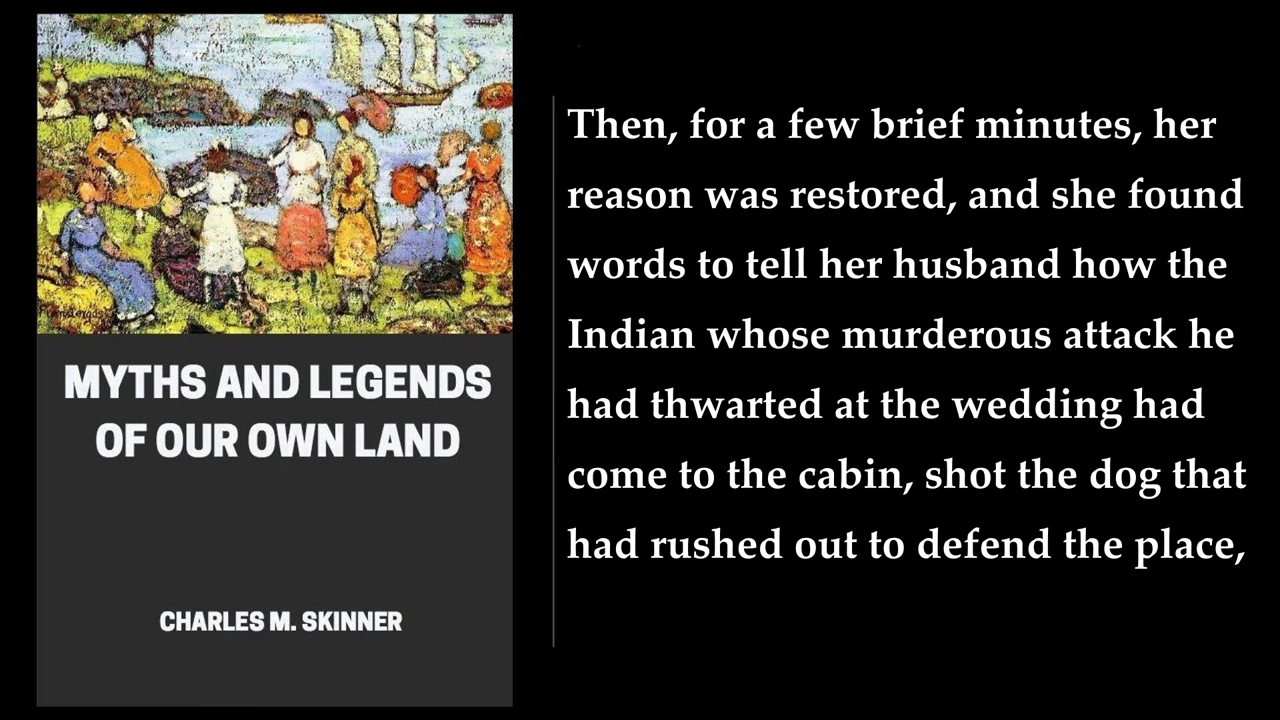 MYTHS AND LEGENDS
OF OUR OWN LAND
CHARLES M. SKINNER
Then, for a few brief minutes, her
reason was restored, and she found
words to tell her husband how the
Indian whose murderous attack he
had thwarted at the wedding had
come to the cabin, shot the dog that
had rushed out to defend the place,